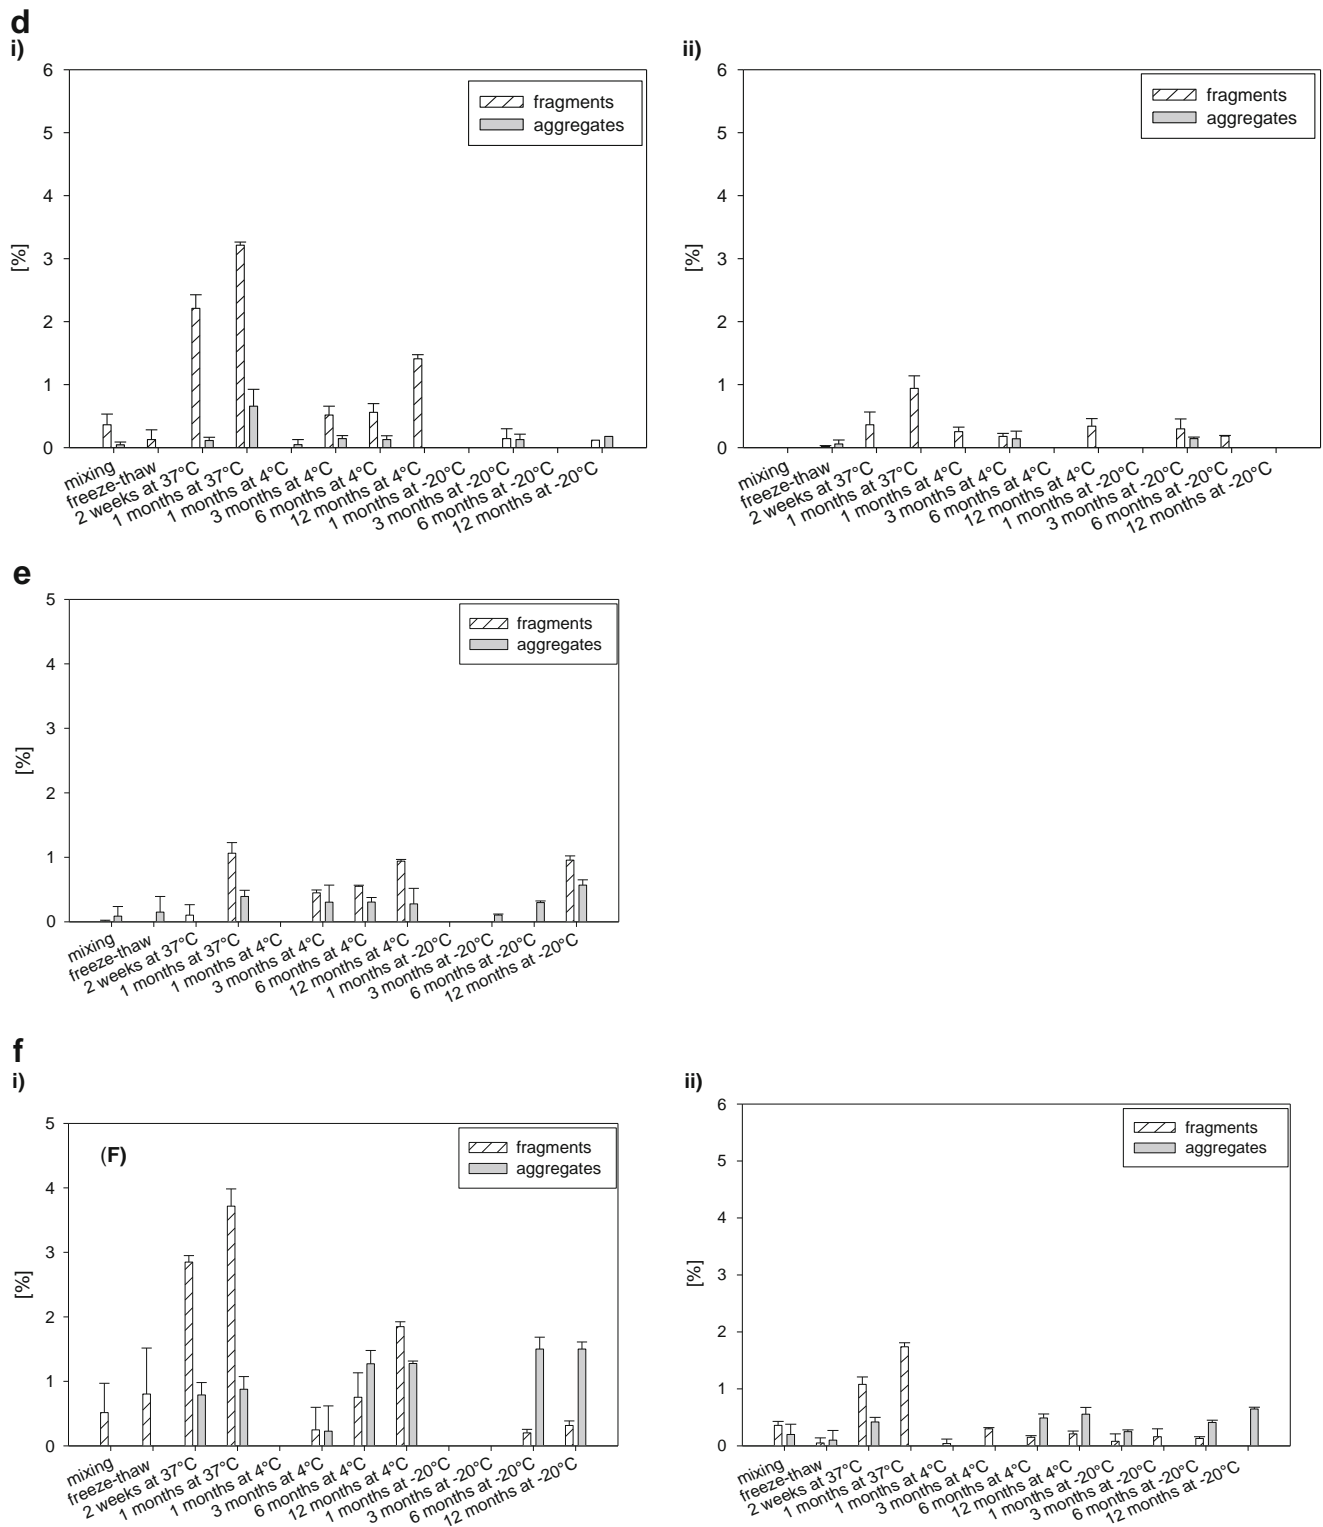 d
i)
6
5
4
3
2
1
0
[%]
fragments
aggregates
mixing
freeze-thaw
2 weeks at 37°C
1 months at 37°C
1 months at 4°C
3 months at 4°C
6 months at 4°C
12 months at 4°C
1 months at -20°C
3 months at -20°C
6 months at -20°C
12 months at -20°C
ii)
6
5
4
3
2
1
0
[%]
fragments
aggregates
mixing
freeze-thaw
2 weeks at 37°C
1 months at 37°C
1 months at 4°C
3 months at 4°C
6 months at 4°C
12 months at 4°C
1 months at -20°C
3 months at -20°C
6 months at -20°C
12 months at -20°C
e
5
4
3
2
1
0
[%]
fragments
aggregates
mixing
freeze-thaw
2 weeks at 37°C
1 months at 37°C
1 months at 4°C
3 months at 4°C
6 months at 4°C
12 months at 4°C
1 months at -20°C
3 months at -20°C
6 months at -20°C
12 months at -20°C
f
i)
5
4
3
2
1
0
[%]
(F)
fragments
aggregates
mixing
freeze-thaw
2 weeks at 37°C
1 months at 37°C
1 months at 4°C
3 months at 4°C
6 months at 4°C
12 months at 4°C
1 months at -20°C
3 months at -20°C
6 months at -20°C
12 months at -20°C
ii)
6
5
4
3
2
1
0
[%]
fragments
aggregates
mixing
freeze-thaw
2 weeks at 37°C
1 months at 37°C
1 months at 4°C
3 months at 4°C
6 months at 4°C
12 months at 4°C
1 months at -20°C
3 months at -20°C
6 months at -20°C
12 months at -20°C